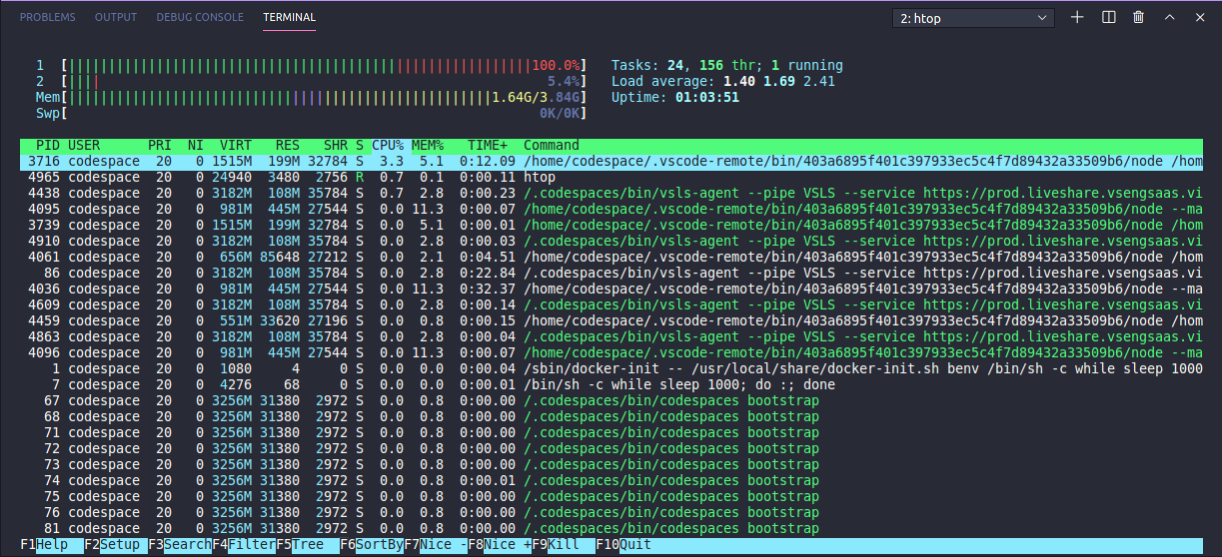 PROBLEMS OUTPUT DEBUG CONSOLE TERMINAL 2: htop
1 [||||||||||||||||||||||||||||||||||||||||||||||||||||||||||100.0%] Tasks: 24, 156 thr; 1 running
2 [|||| 5.4%] Load average: 1.40 1.69 2.41
Mem[|||||||||||||||||||||||||||||||||||||||||||||||||||||1.64G/3.84G] Uptime: 01:03:51
Swp[ 0K/0K]
PID USER PRI NI VIRT RES SHR S CPU% MEM% TIME+ Command
3716 codespace 20 0 1515M 199M 32784 S 3.3 5.1 0:12.09 /home/codespace/.vscode-remote/bin/403a6895f401c397933ec5c4f7d89432a33509b6/node /hom
4965 codespace 20 0 24940 3480 2756 R 0.7 0.1 0:00.11 htop
4438 codespace 20 0 3182M 108M 35784 S 0.7 2.8 0:00.23 /.codespaces/bin/vsls-agent --pipe VSLS --service https://prod.liveshare.vsengsaas.vi
4095 codespace 20 0 981M 445M 27544 S 0.0 11.3 0:00.07 /home/codespace/.vscode-remote/bin/403a6895f401c397933ec5c4f7d89432a33509b6/node --ma
3739 codespace 20 0 1515M 199M 32784 S 0.0 5.1 0:00.01 /home/codespace/.vscode-remote/bin/403a6895f401c397933ec5c4f7d89432a33509b6/node /hom
4910 codespace 20 0 3182M 108M 35784 S 0.0 2.8 0:00.03 /.codespaces/bin/vsls-agent --pipe VSLS --service https://prod.liveshare.vsengsaas.vi
4061 codespace 20 0 656M 85648 27212 S 0.0 2.1 0:04.51 /home/codespace/.vscode-remote/bin/403a6895f401c397933ec5c4f7d89432a33509b6/node /hom
86 codespace 20 0 3182M 108M 35784 S 0.0 2.8 0:22.84 /.codespaces/bin/vsls-agent --pipe VSLS --service https://prod.liveshare.vsengsaas.vi
4036 codespace 20 0 981M 445M 27544 S 0.0 11.3 0:32.37 /home/codespace/.vscode-remote/bin/403a6895f401c397933ec5c4f7d89432a33509b6/node --ma
4609 codespace 20 0 3182M 108M 35784 S 0.0 2.8 0:00.14 /.codespaces/bin/vsls-agent --pipe VSLS --service https://prod.liveshare.vsengsaas.vi
4459 codespace 20 0 551M 33620 27196 S 0.0 0.8 0:00.15 /home/codespace/.vscode-remote/bin/403a6895f401c397933ec5c4f7d89432a33509b6/node /hom
4863 codespace 20 0 3182M 108M 35784 S 0.0 2.8 0:00.04 /.codespaces/bin/vsls-agent --pipe VSLS --service https://prod.liveshare.vsengsaas.vi
4096 codespace 20 0 981M 445M 27544 S 0.0 11.3 0:00.07 /home/codespace/.vscode-remote/bin/403a6895f401c397933ec5c4f7d89432a33509b6/node --ma
1 codespace 20 0 1080 4 0 S 0.0 0.0 0:00.04 /sbin/docker-init -- /usr/local/share/docker-init.sh benv /bin/sh -c while sleep 1000
7 codespace 20 0 4276 68 0 S 0.0 0.0 0:00.01 /bin/sh -c while sleep 1000; do :; done
67 codespace 20 0 3256M 31380 2972 S 0.0 0.8 0:00.00 /.codespaces/bin/codespaces bootstrap
68 codespace 20 0 3256M 31380 2972 S 0.0 0.8 0:00.00 /.codespaces/bin/codespaces bootstrap
71 codespace 20 0 3256M 31380 2972 S 0.0 0.8 0:00.00 /.codespaces/bin/codespaces bootstrap
72 codespace 20 0 3256M 31380 2972 S 0.0 0.8 0:00.00 /.codespaces/bin/codespaces bootstrap
73 codespace 20 0 3256M 31380 2972 S 0.0 0.8 0:00.00 /.codespaces/bin/codespaces bootstrap
74 codespace 20 0 3256M 31380 2972 S 0.0 0.8 0:00.01 /.codespaces/bin/codespaces bootstrap
75 codespace 20 0 3256M 31380 2972 S 0.0 0.8 0:00.00 /.codespaces/bin/codespaces bootstrap
76 codespace 20 0 3256M 31380 2972 S 0.0 0.8 0:00.00 /.codespaces/bin/codespaces bootstrap
81 codespace 20 0 3256M 31380 2972 S 0.0 0.8 0:00.00 /.codespaces/bin/codespaces bootstrap
F1Help F2Setup F3SearchF4FilterF5Tree F6SortByF7Nice -F8Nice +F9Kill F10Quit